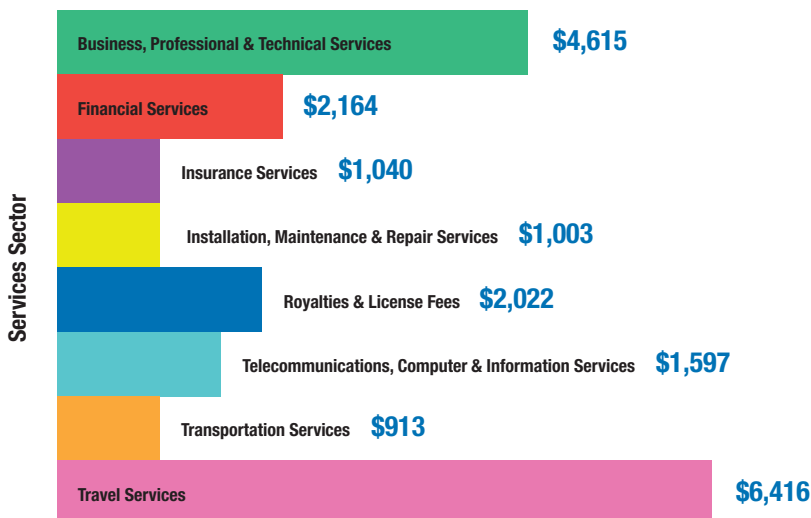 Services Sector
Business, Professional & Technical Services $4,615
Financial Services $2,164
Insurance Services $1,040
Installation, Maintenance & Repair Services $1,003
Royalties & License Fees $2,022
Telecommunications, Computer & Information Services $1,597
Transportation Services $913
Travel Services $6,416